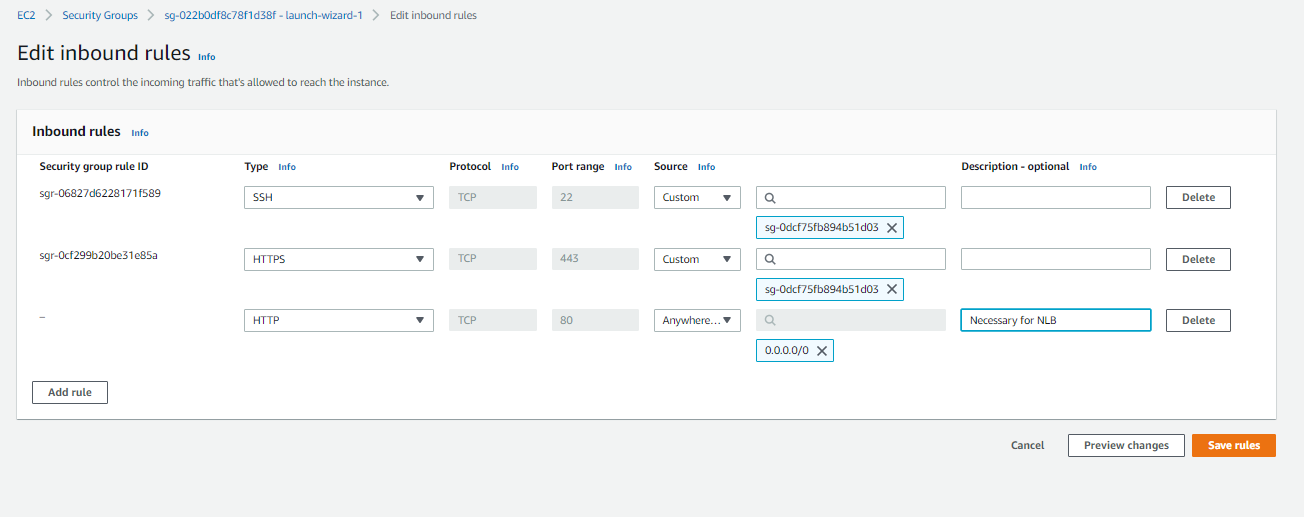 EC2 > Security Groups > sg-022b0df8c78f1d38f - launch-wizard-1 > Edit inbound rules
Edit inbound rules Info
Inbound rules control the incoming traffic that's allowed to reach the instance.
Inbound rules Info
Security group rule ID Type Info Protocol Info Port range Info Source Info Description - optional Info
sgr-06827d6228171f589 SSH TCP 22 Custom Delete
sg-0dcf75fb894b51d03
sgr-0cf299b20be31e85a HTTPS TCP 443 Custom Delete
sg-0dcf75fb894b51d03
– HTTP TCP 80 Anywhere... Necessary for NLB Delete
0.0.0.0/0
Add rule
Cancel Preview changes Save rules